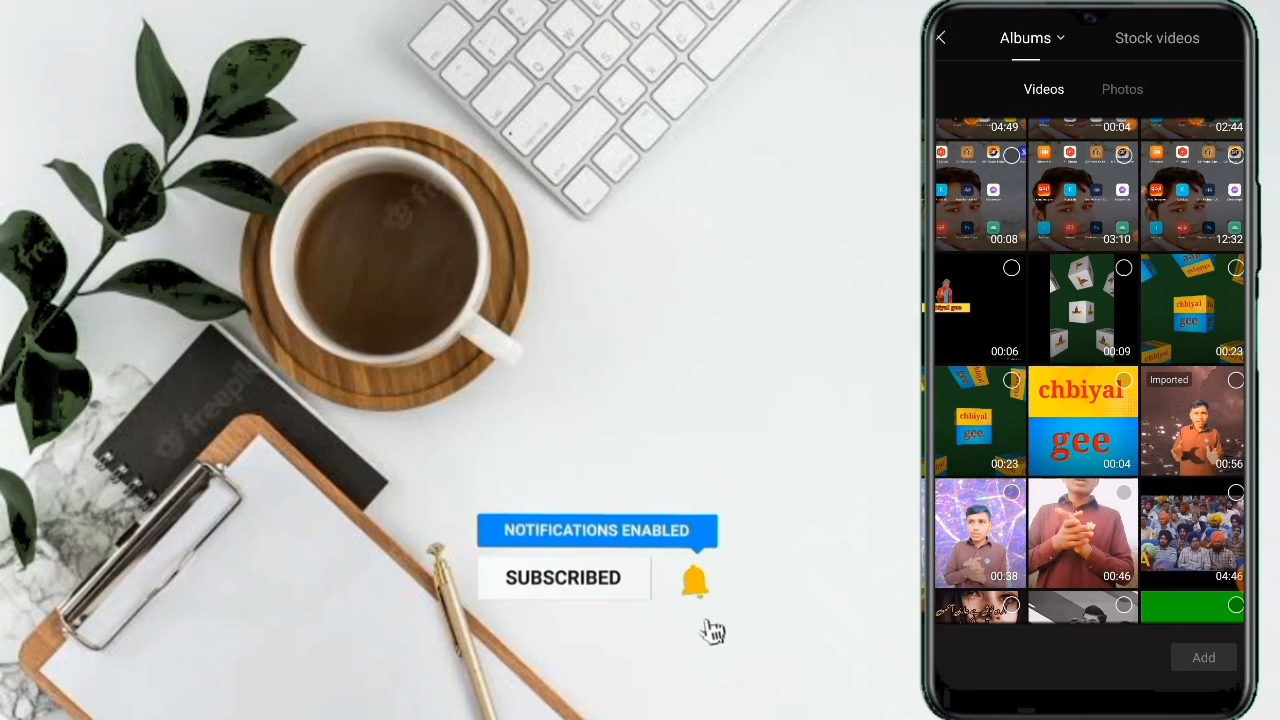 freepik
freepik
NOTIFICATIONS ENABLED
SUBSCRIBED
Albums
Stock videos
Videos
Photos
04:49
00:04
02:44
00:08
03:10
12:32
00:06
00:09
chbiyal
gee
00:23
chbiyal
gee
00:23
chbiyal
gee
00:04
Imported
00:56
00:38
00:46
04:46
Add